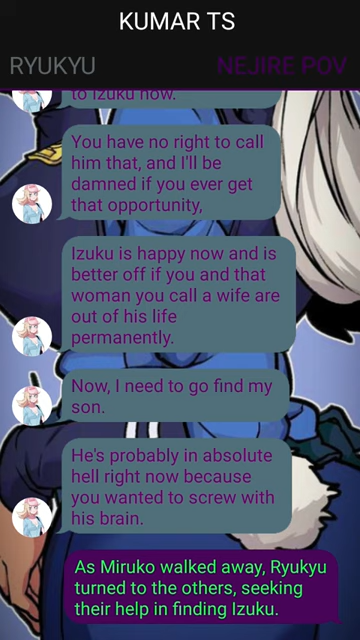 KUMAR TS
RYUKYU
NEJIRE POV
to Izuku now.
You have no right to call
him that, and I'll be
damned if you ever get
that opportunity,
Izuku is happy now and is
better off if you and that
woman you call a wife are
out of his life
permanently.
Now, I need to go find my
son.
He's probably in absolute
hell right now because
you wanted to screw with
his brain.
As Miruko walked away, Ryukyu
turned to the others, seeking
their help in finding Izuku.